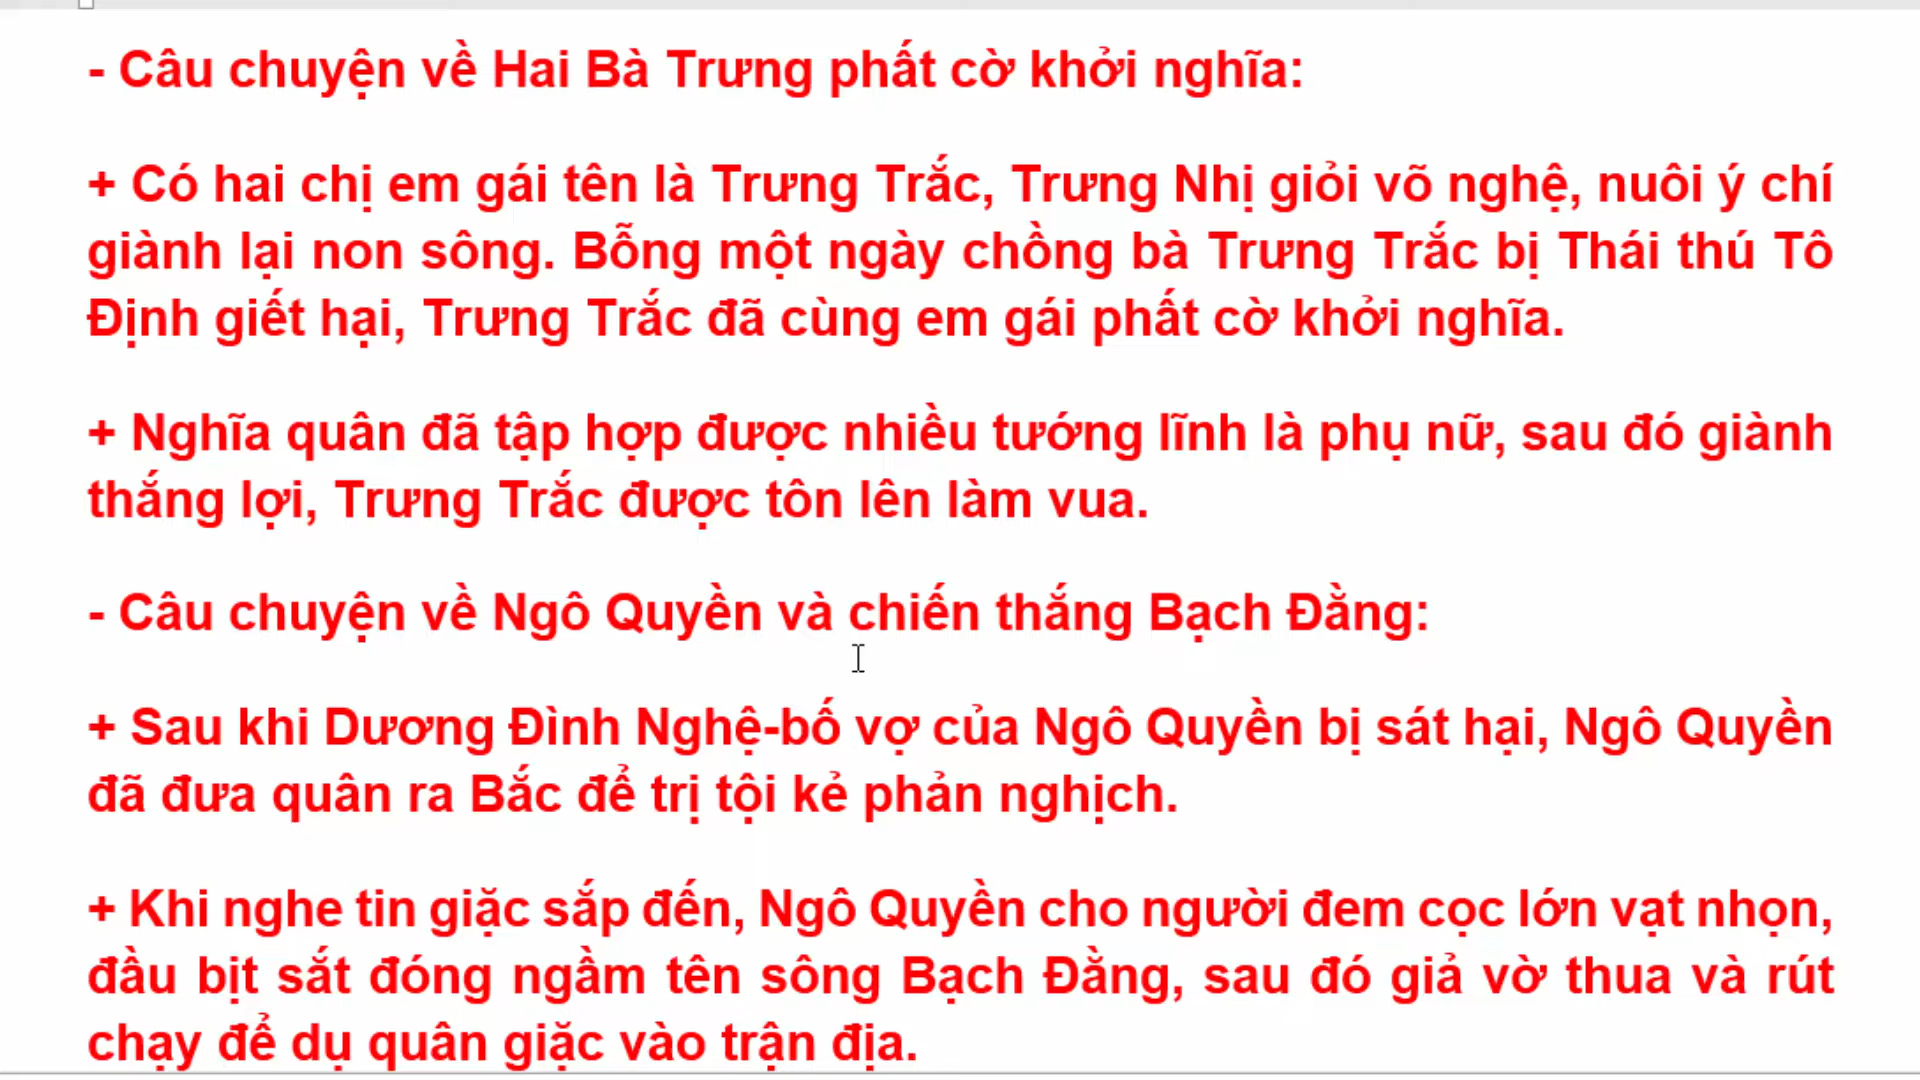 - Câu chuyện về Hai Bà Trưng phất cờ khởi nghĩa:
+ Có hai chị em gái tên là Trưng Trắc, Trưng Nhị giỏi võ nghệ, nuôi ý chí
giành lại non sông. Bỗng một ngày chồng bà Trưng Trắc bị Thái thú Tô
Định giết hại, Trưng Trắc đã cùng em gái phất cờ khởi nghĩa.
+ Nghĩa quân đã tập hợp được nhiều tướng lĩnh là phụ nữ, sau đó giành
thắng lợi, Trưng Trắc được tôn lên làm vua.
- Câu chuyện về Ngô Quyền và chiến thắng Bạch Đằng:
+ Sau khi Dương Đình Nghệ-bố vợ của Ngô Quyền bị sát hại, Ngô Quyền
đã đưa quân ra Bắc để trị tội kẻ phản nghịch.
+ Khi nghe tin giặc sắp đến, Ngô Quyền cho người đem cọc lớn vạt nhọn,
đầu bịt sắt đóng ngầm tên sông Bạch Đằng, sau đó giả vờ thua và rút
chạy để dụ quân giặc vào trận địa.